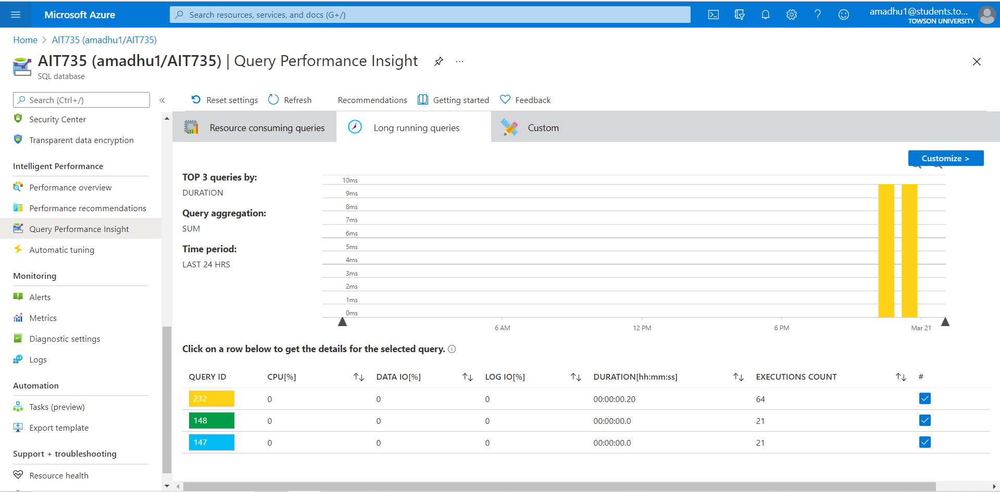 Microsoft Azure
Search resources, services, and docs (G+/)
amadhu1@students.to...
TOWSON UNIVERSITY
Home > AIT735 (amadhu1/AIT735)
AIT735 (amadhu1/AIT735) | Query Performance Insight ...
SQL database
Search (Ctrl+/)
«
Security Center
Transparent data encryption
Intelligent Performance
Performance overview
Performance recommendations
Query Performance Insight
Automatic tuning
Monitoring
Alerts
Metrics
Diagnostic settings
Logs
Automation
Tasks (preview)
Export template
Support + troubleshooting
Resource health
Reset settings Refresh Recommendations Getting started Feedback
Resource consuming queries Long running queries Custom
Customize >
TOP 3 queries by:
DURATION
Query aggregation:
SUM
Time period:
LAST 24 HRS
10ms
9ms
8ms
7ms
6ms
5ms
4ms
3ms
2ms
1ms
0ms
6 AM 12 PM 6 PM Mar 21
Click on a row below to get the details for the selected query.
QUERY ID CPU[%] DATA IO[%] LOG IO[%] DURATION[hh:mm:ss] EXECUTIONS COUNT #
232 0 0 0 00:00:00.20 64
148 0 0 0 00:00:00.0 21
147 0 0 0 00:00:00.0 21